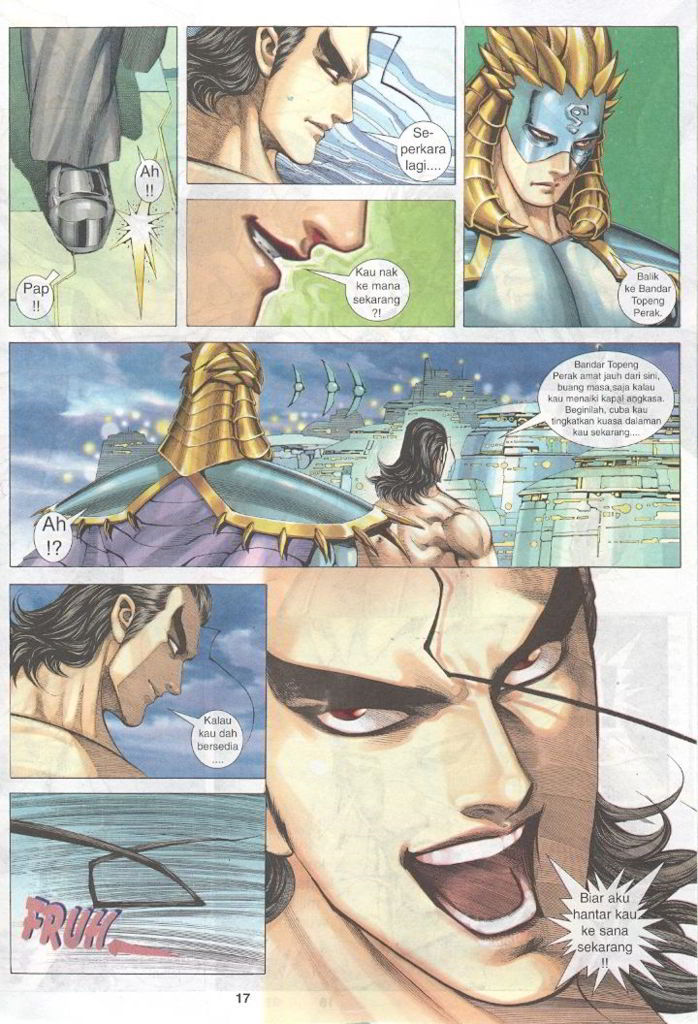 Ah
!!
Pap
!!
Se-
perkara
lagi....
Kau nak
ke mana
sekarang
?!
S
Balik
ke Bandar
Topeng
Perak.
Bandar Topeng
Perak amat jauh dari sini,
buang masa,saja kalau
kau menaiki kapal angkasa.
Beginilah, cuba kau
tingkatkan kuasa dalaman
kau sekarang....
Ah
!?
Kalau
kau dah
bersedia
....
FRUH
Biar aku
hantar kau
ke sana
sekarang
!!
17